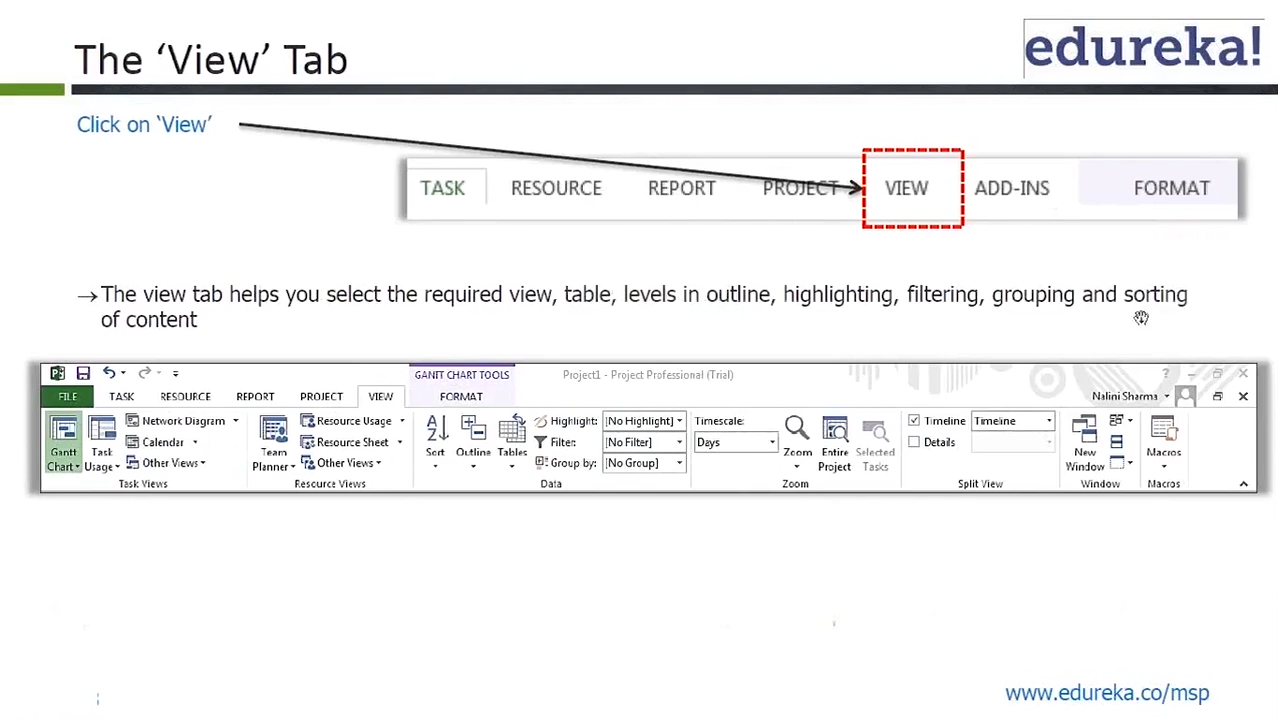 The ‘View’ Tab
edureka!
Click on ‘View’
TASK RESOURCE REPORT PROJECT VIEW ADD-INS FORMAT
→The view tab helps you select the required view, table, levels in outline, highlighting, filtering, grouping and sorting
of content
GANTT CHART TOOLS Project1 - Project Professional (Trial) ?
FILE TASK RESOURCE REPORT PROJECT VIEW FORMAT Nalini Sharma
Network Diagram Resource Usage Highlight: [No Highlight] Timescale: Timeline Timeline
Calendar Resource Sheet Filter: [No Filter] Days Details
Gantt Chart Task Usage Other Views Team Planner Other Views Sort Outline Tables Group by: [No Group] Zoom Entire Project Selected Tasks New Window Macros
Task Views Resource Views Data Zoom Split View Window Macros
www.edureka.co/msp